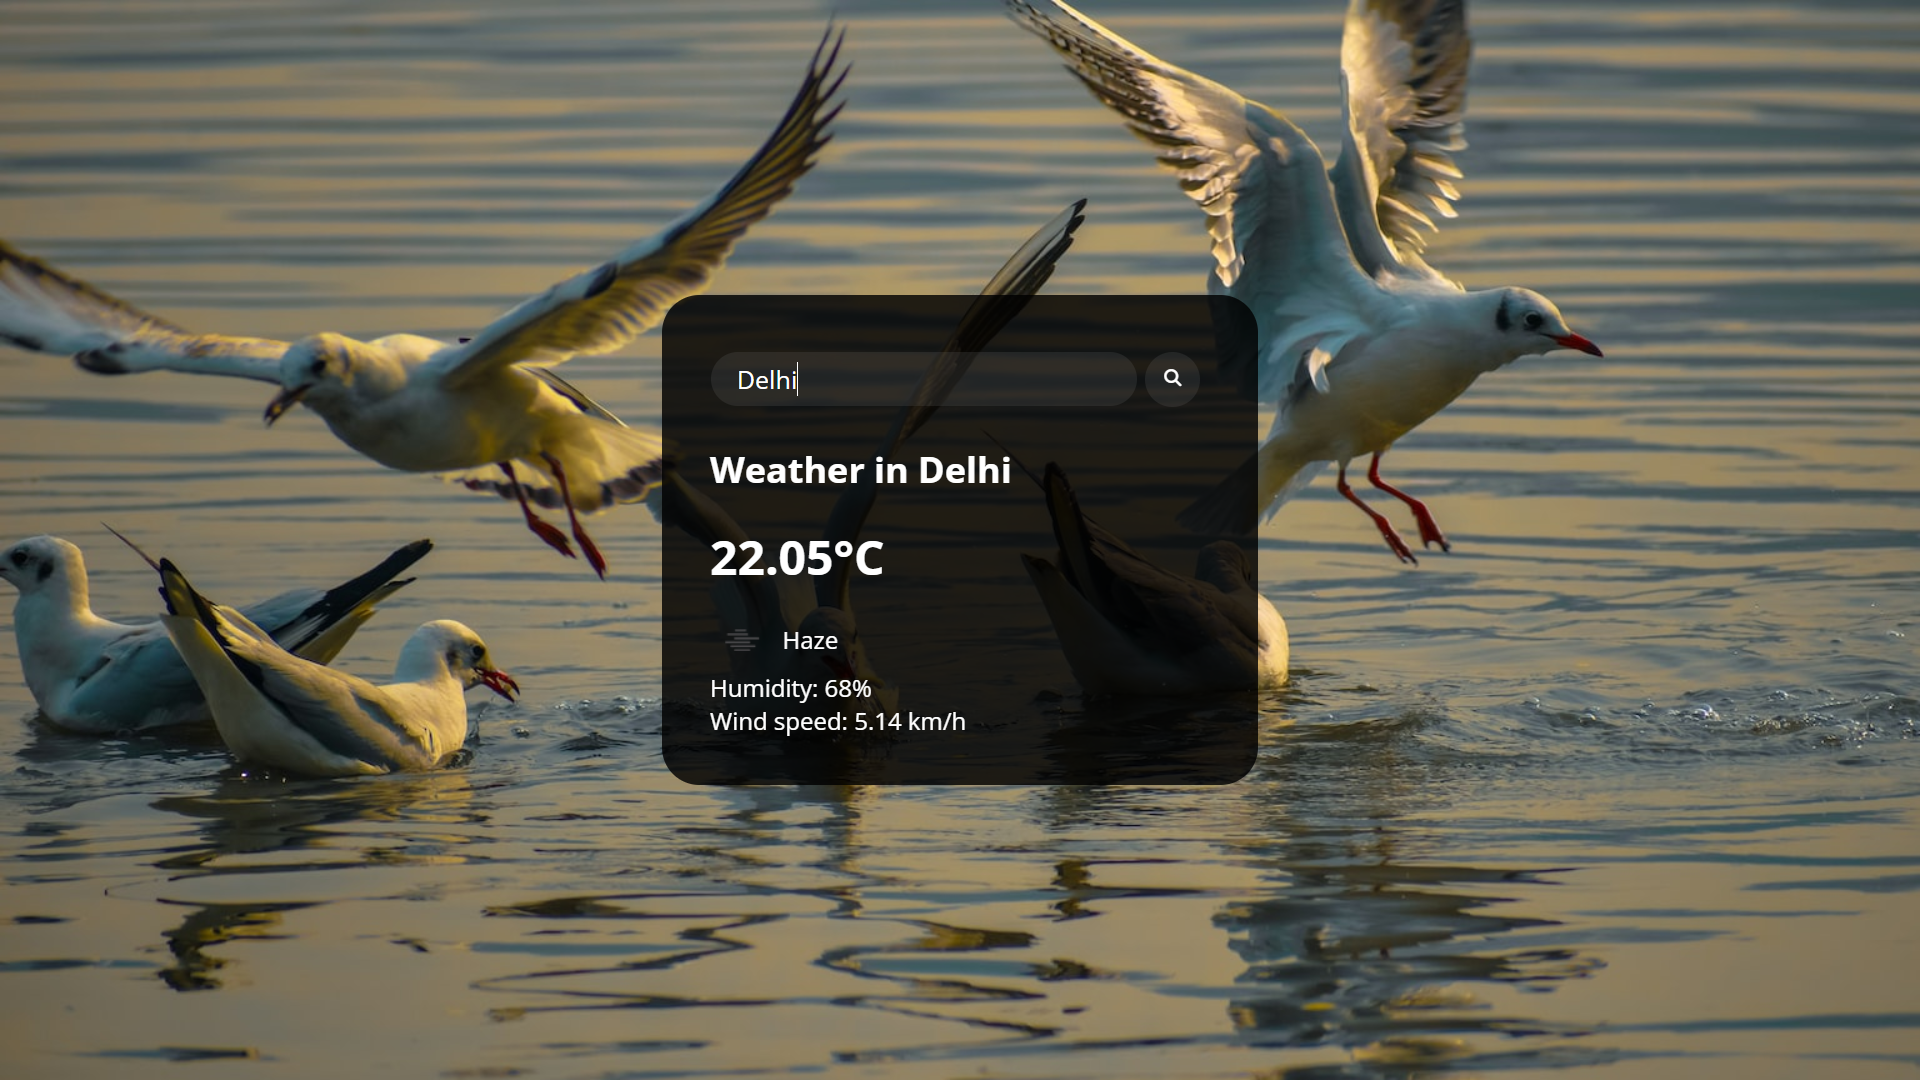 Delhi
Weather in Delhi
22.05°C
Haze
Humidity: 68%
Wind speed: 5.14 km/h